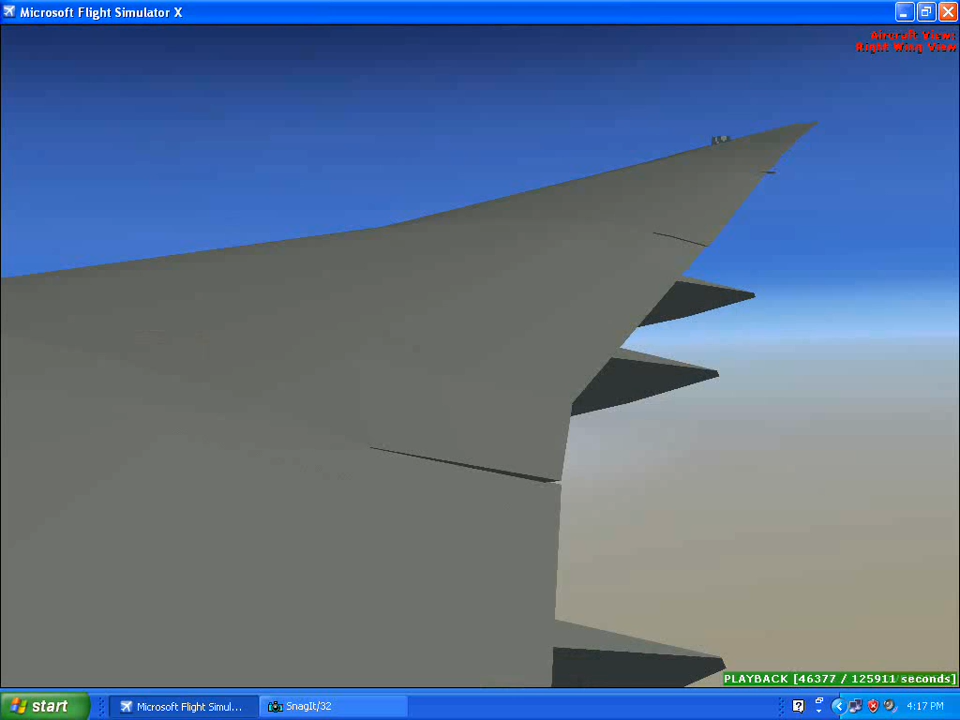 Microsoft Flight Simulator X
Aircraft View:
Right Wing View
PLAYBACK [46377 / 125911 seconds]
start
Microsoft Flight Simul...
SnagIt/32
4:17 PM